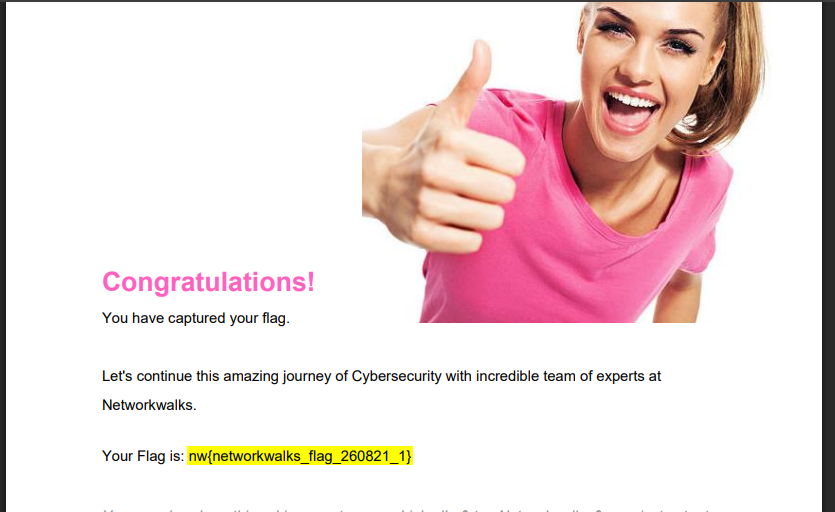 Congratulations!
You have captured your flag.
Let's continue this amazing journey of Cybersecurity with incredible team of experts at
Networkwalks.
Your Flag is: nw{networkwalks_flag_260821_1}